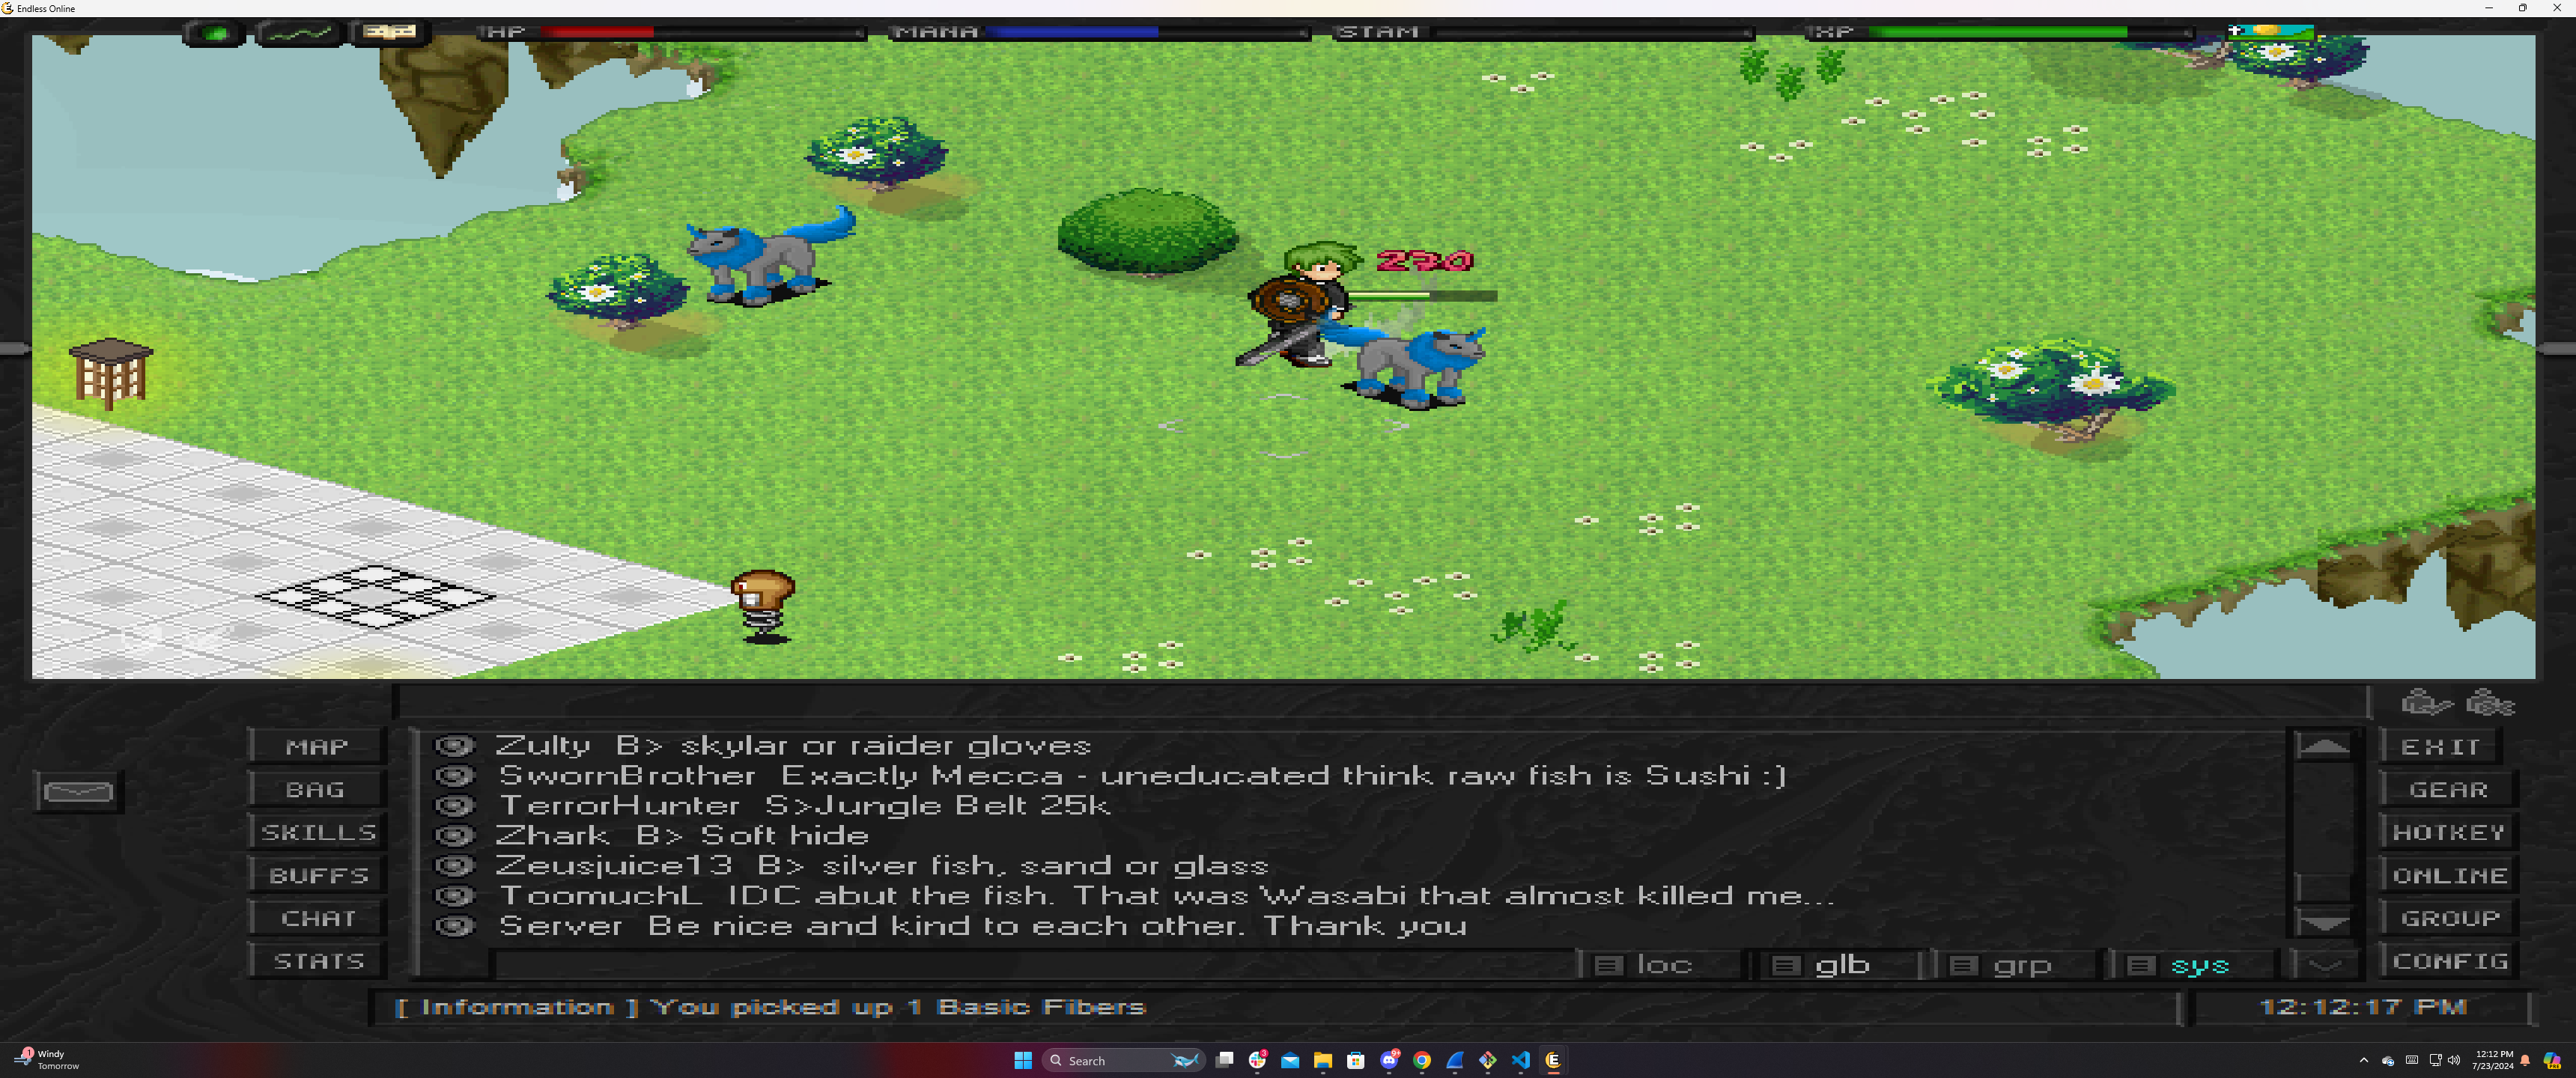 Endless Online
HP MANA STAM XP
270
MAP
BAG
SKILLS
BUFFS
CHAT
STATS
Zulty B> skylar or raider gloves
SwornBrother Exactly Mecca - uneducated think raw fish is Sushi :)
TerrorHunter S>Jungle Belt 25k
Zhark B> Soft hide
Zeusjuice13 B> silver fish, sand or glass
ToomuchL IDC abut the fish. That was Wasabi that almost killed me...
Server Be nice and kind to each other. Thank you
EXIT
GEAR
HOTKEY
ONLINE
GROUP
CONFIG
loc glb grp sys
[ Information ] You picked up 1 Basic Fibers
12:12:17 PM
1
Windy
Tomorrow
Search
3
9+
12:12 PM
7/23/2024